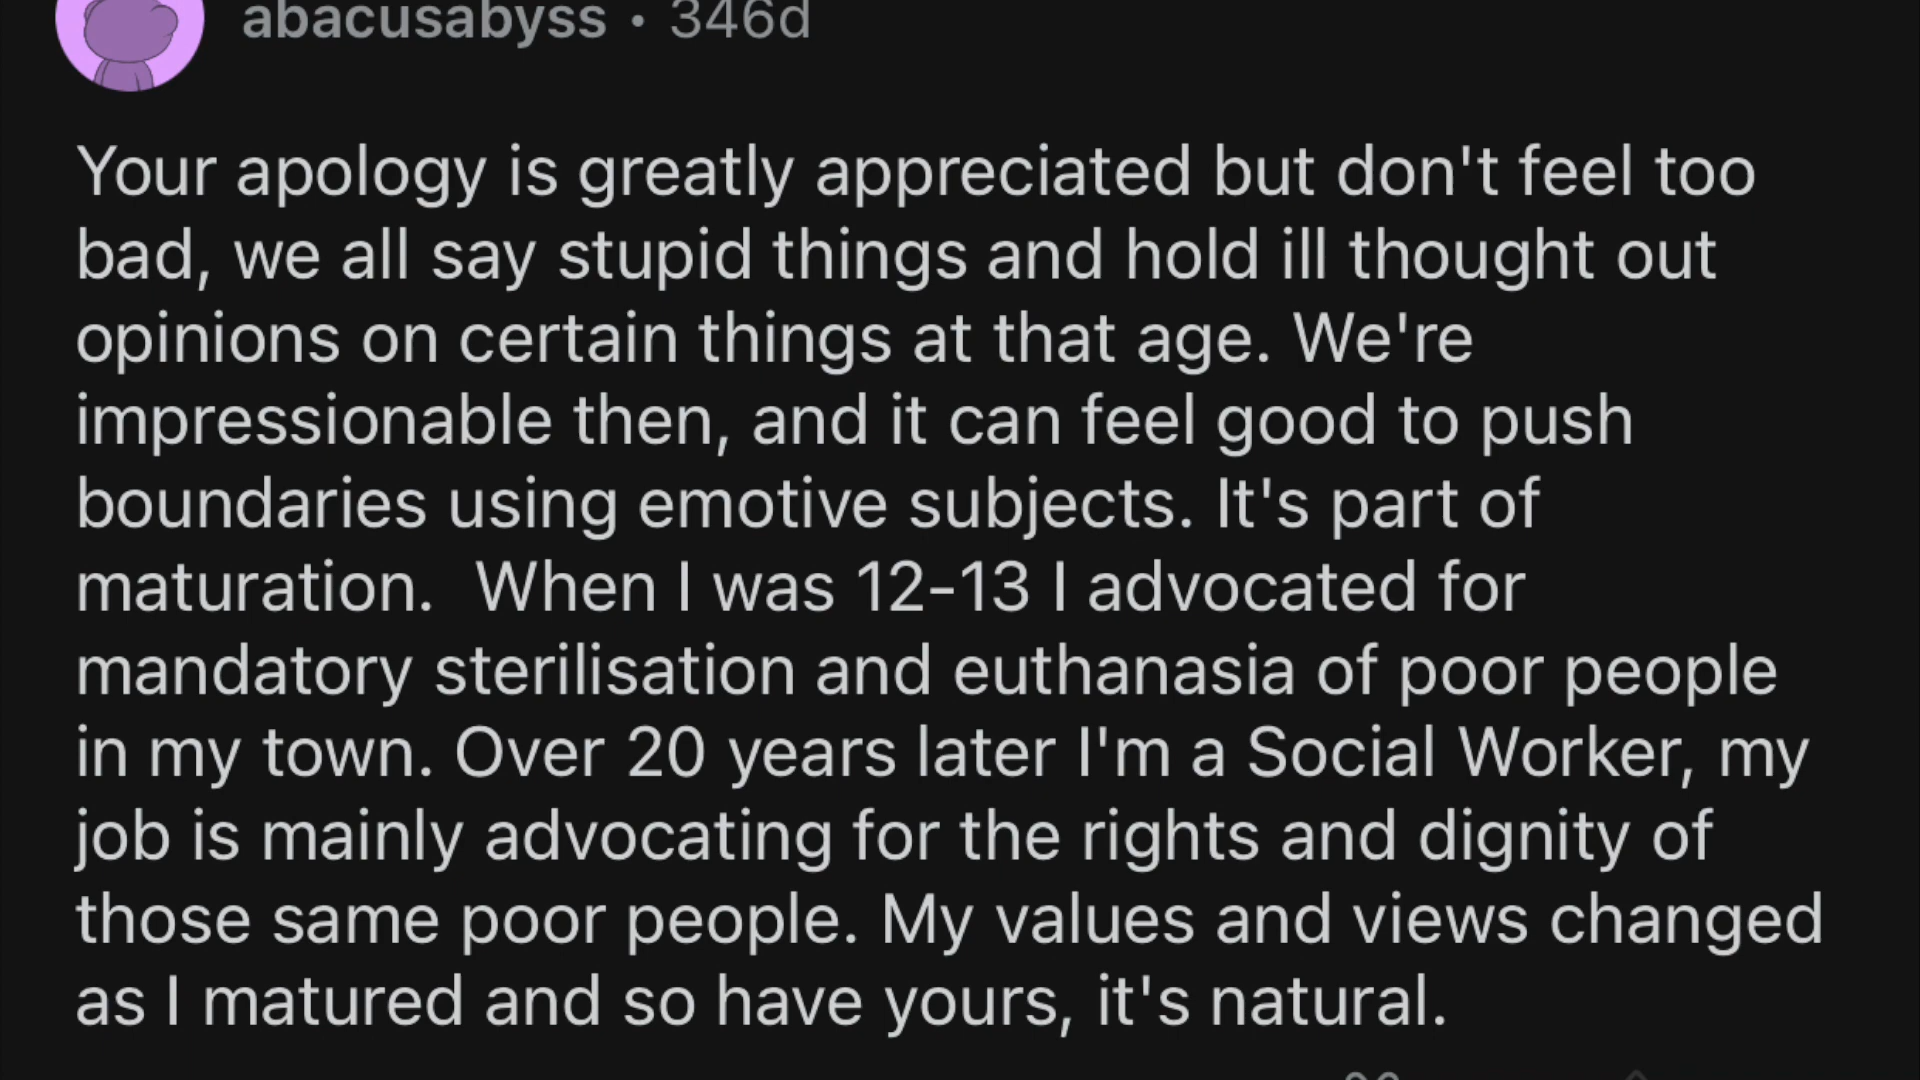 abacusabyss • 346d
Your apology is greatly appreciated but don't feel too
bad, we all say stupid things and hold ill thought out
opinions on certain things at that age. We're
impressionable then, and it can feel good to push
boundaries using emotive subjects. It's part of
maturation.  When I was 12-13 I advocated for
mandatory sterilisation and euthanasia of poor people
in my town. Over 20 years later I'm a Social Worker, my
job is mainly advocating for the rights and dignity of
those same poor people. My values and views changed
as I matured and so have yours, it's natural.